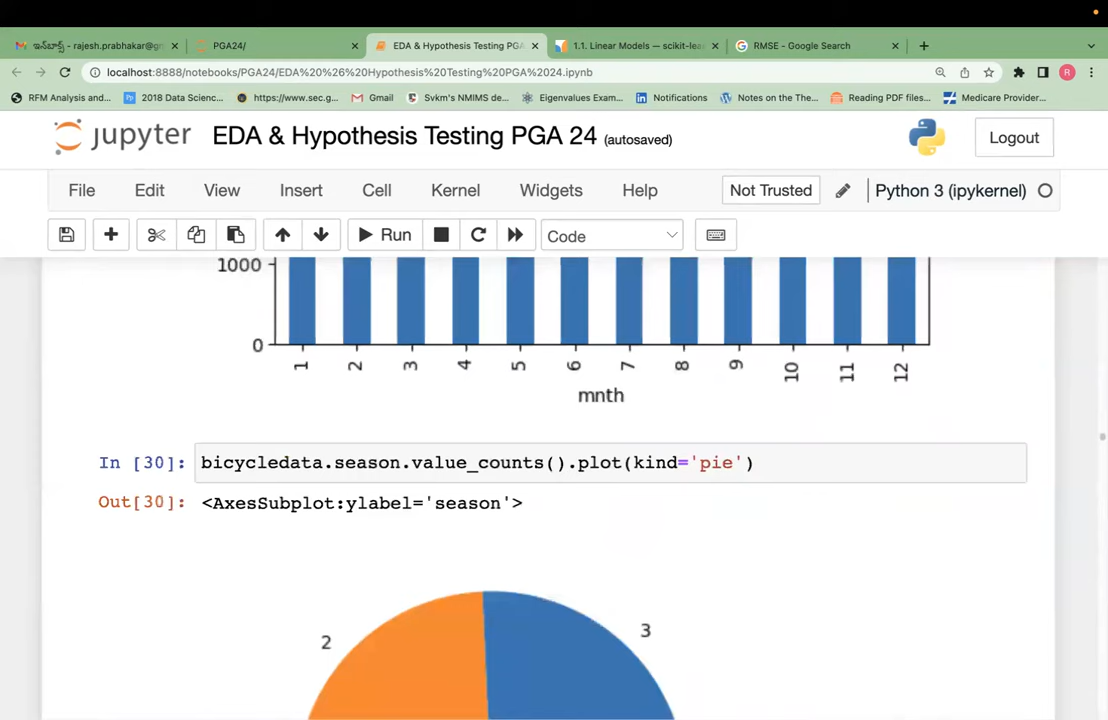 ఇన్‌బాక్స్ - rajesh.prabhakar@gm
PGA24/
EDA & Hypothesis Testing PGA
1.1. Linear Models — scikit-lea
RMSE - Google Search
localhost:8888/notebooks/PGA24/EDA%20%26%20Hypothesis%20Testing%20PGA%2024.ipynb
R
RFM Analysis and...
2018 Data Scienc...
https://www.sec.g...
Gmail
Svkm's NMIMS de...
Eigenvalues Exam...
Notifications
Notes on the The...
Reading PDF files...
Medicare Provider...
jupyter EDA & Hypothesis Testing PGA 24 (autosaved)
Logout
File Edit View Insert Cell Kernel Widgets Help
Not Trusted
Python 3 (ipykernel)
Run
Code
1000
0
1 2 3 4 5 6 7 8 9 10 11 12
mnth
In [30]: bicycledata.season.value_counts().plot(kind='pie')
Out[30]: <AxesSubplot:ylabel='season'>
2
3